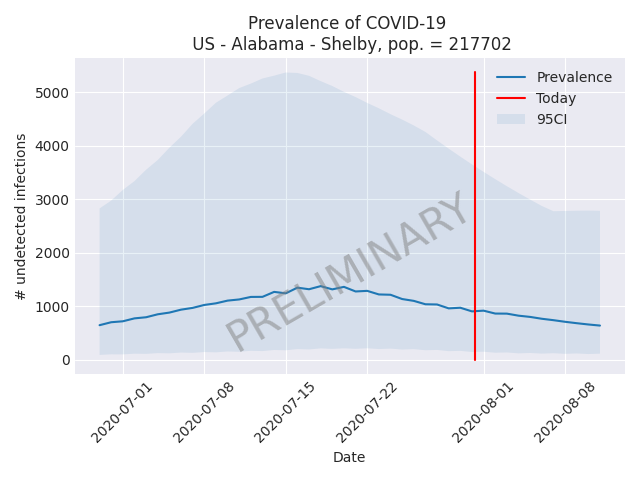 Prevalence of COVID-19
US - Alabama - Shelby, pop. = 217702
Prevalence
Today
95CI
5000
4000
3000
2000
1000
0
# undetected infections
PRELIMINARY
2020-07-01
2020-07-08
2020-07-15
2020-07-22
2020-08-01
2020-08-08
Date